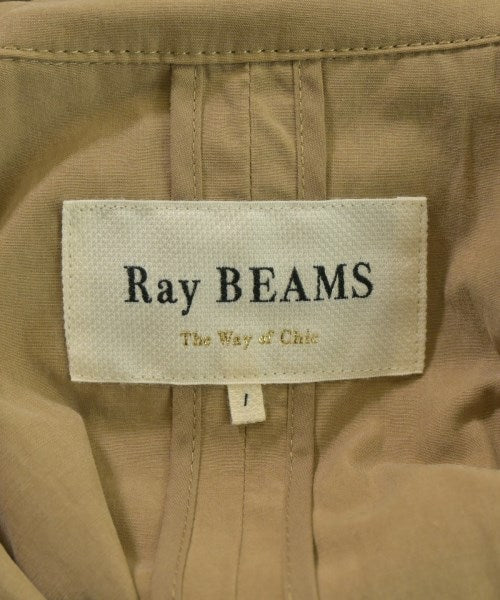 Ray BEAMS
The Way of Chic
1